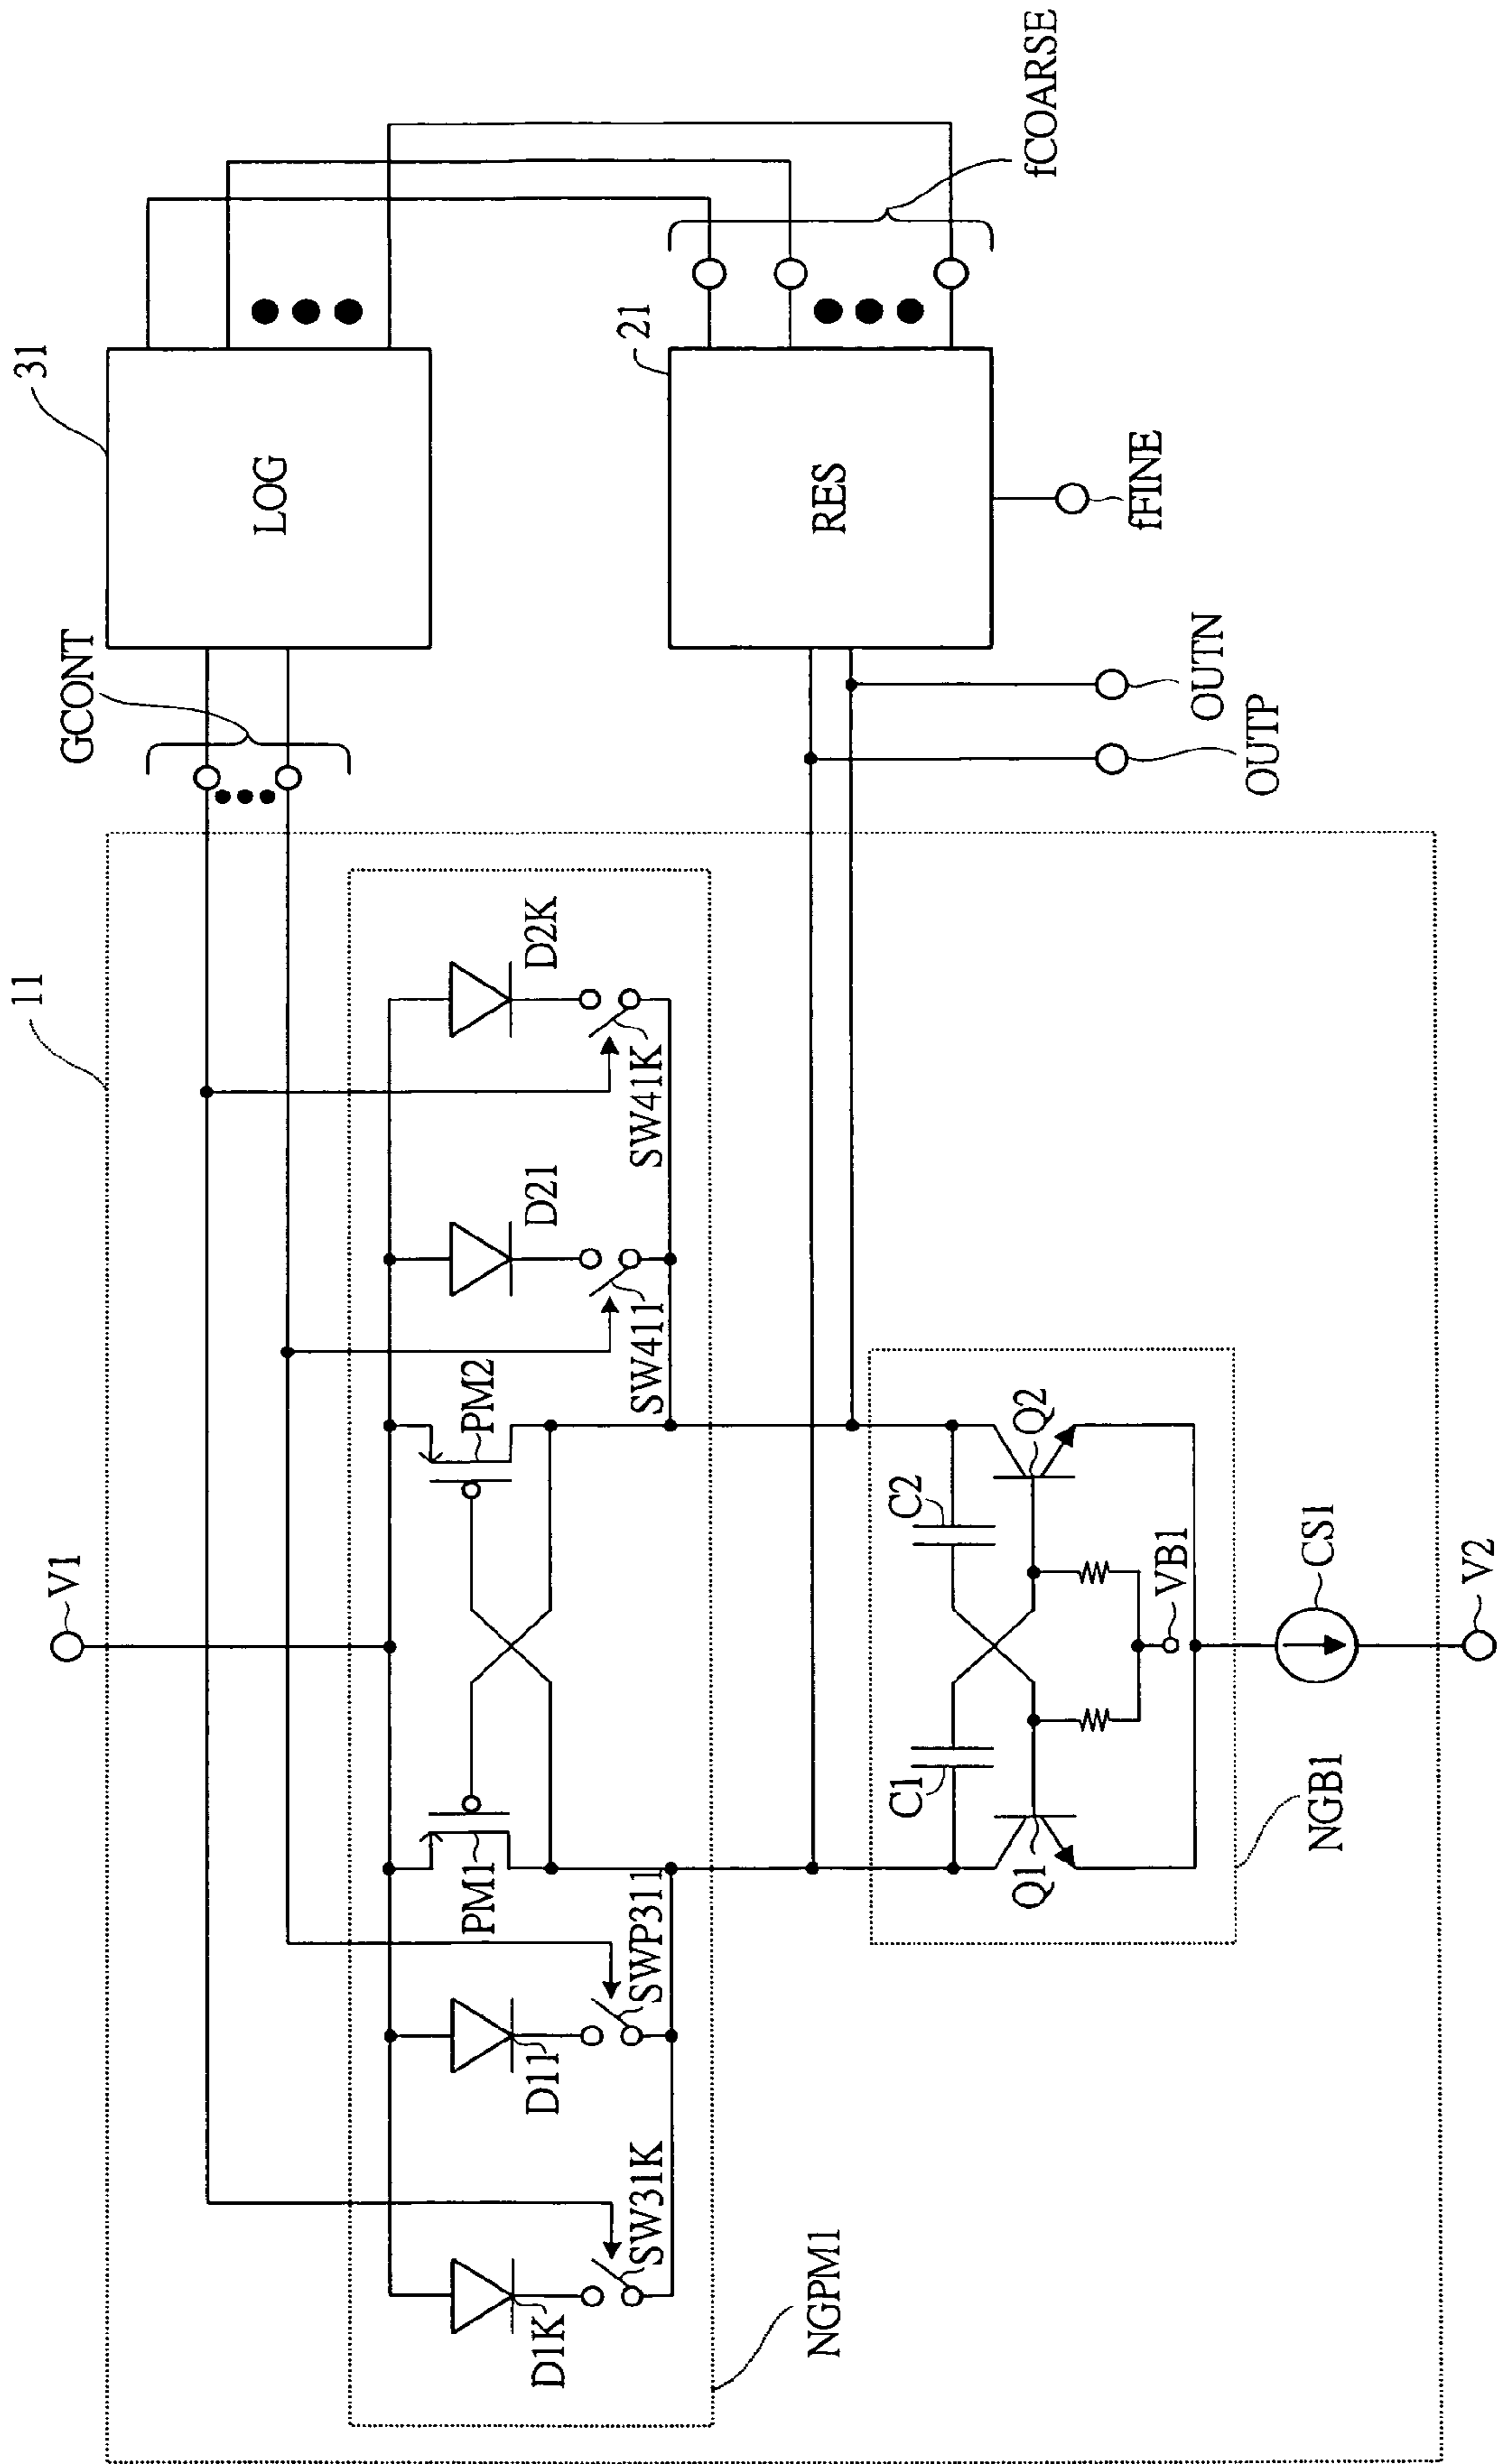 V1
11
GCONT
31
LOG
D1K
SW31K
D11
SWP311
PM1
PM2
D21
SW411
D2K
SW41K
NGPM1
21
RES
fCOARSE
fFINE
OUTP
OUTN
C1
C2
Q1
Q2
VB1
NGB1
CS1
V2